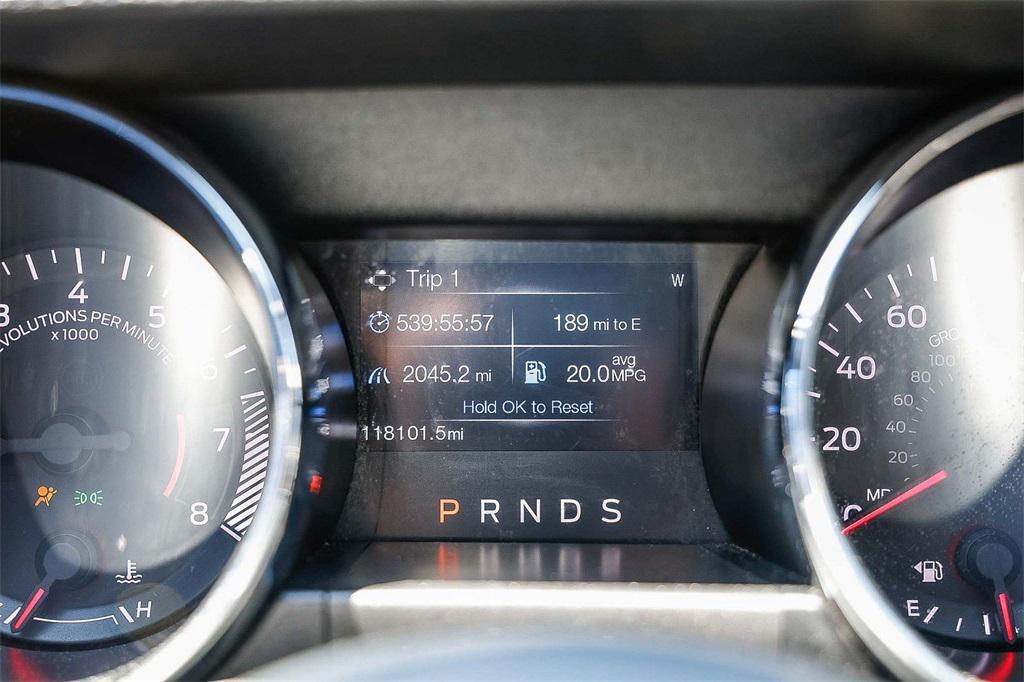 Trip 1 W
539:55:57 189 mi to E
2045.2 mi 20.0 avg MPG
Hold OK to Reset
118101.5mi
P R N D S
3 4 5 6 7 8
EVOLUTIONS PER MINUTE
x1000
H
0 20 40 60
20 40 60 80 100
E